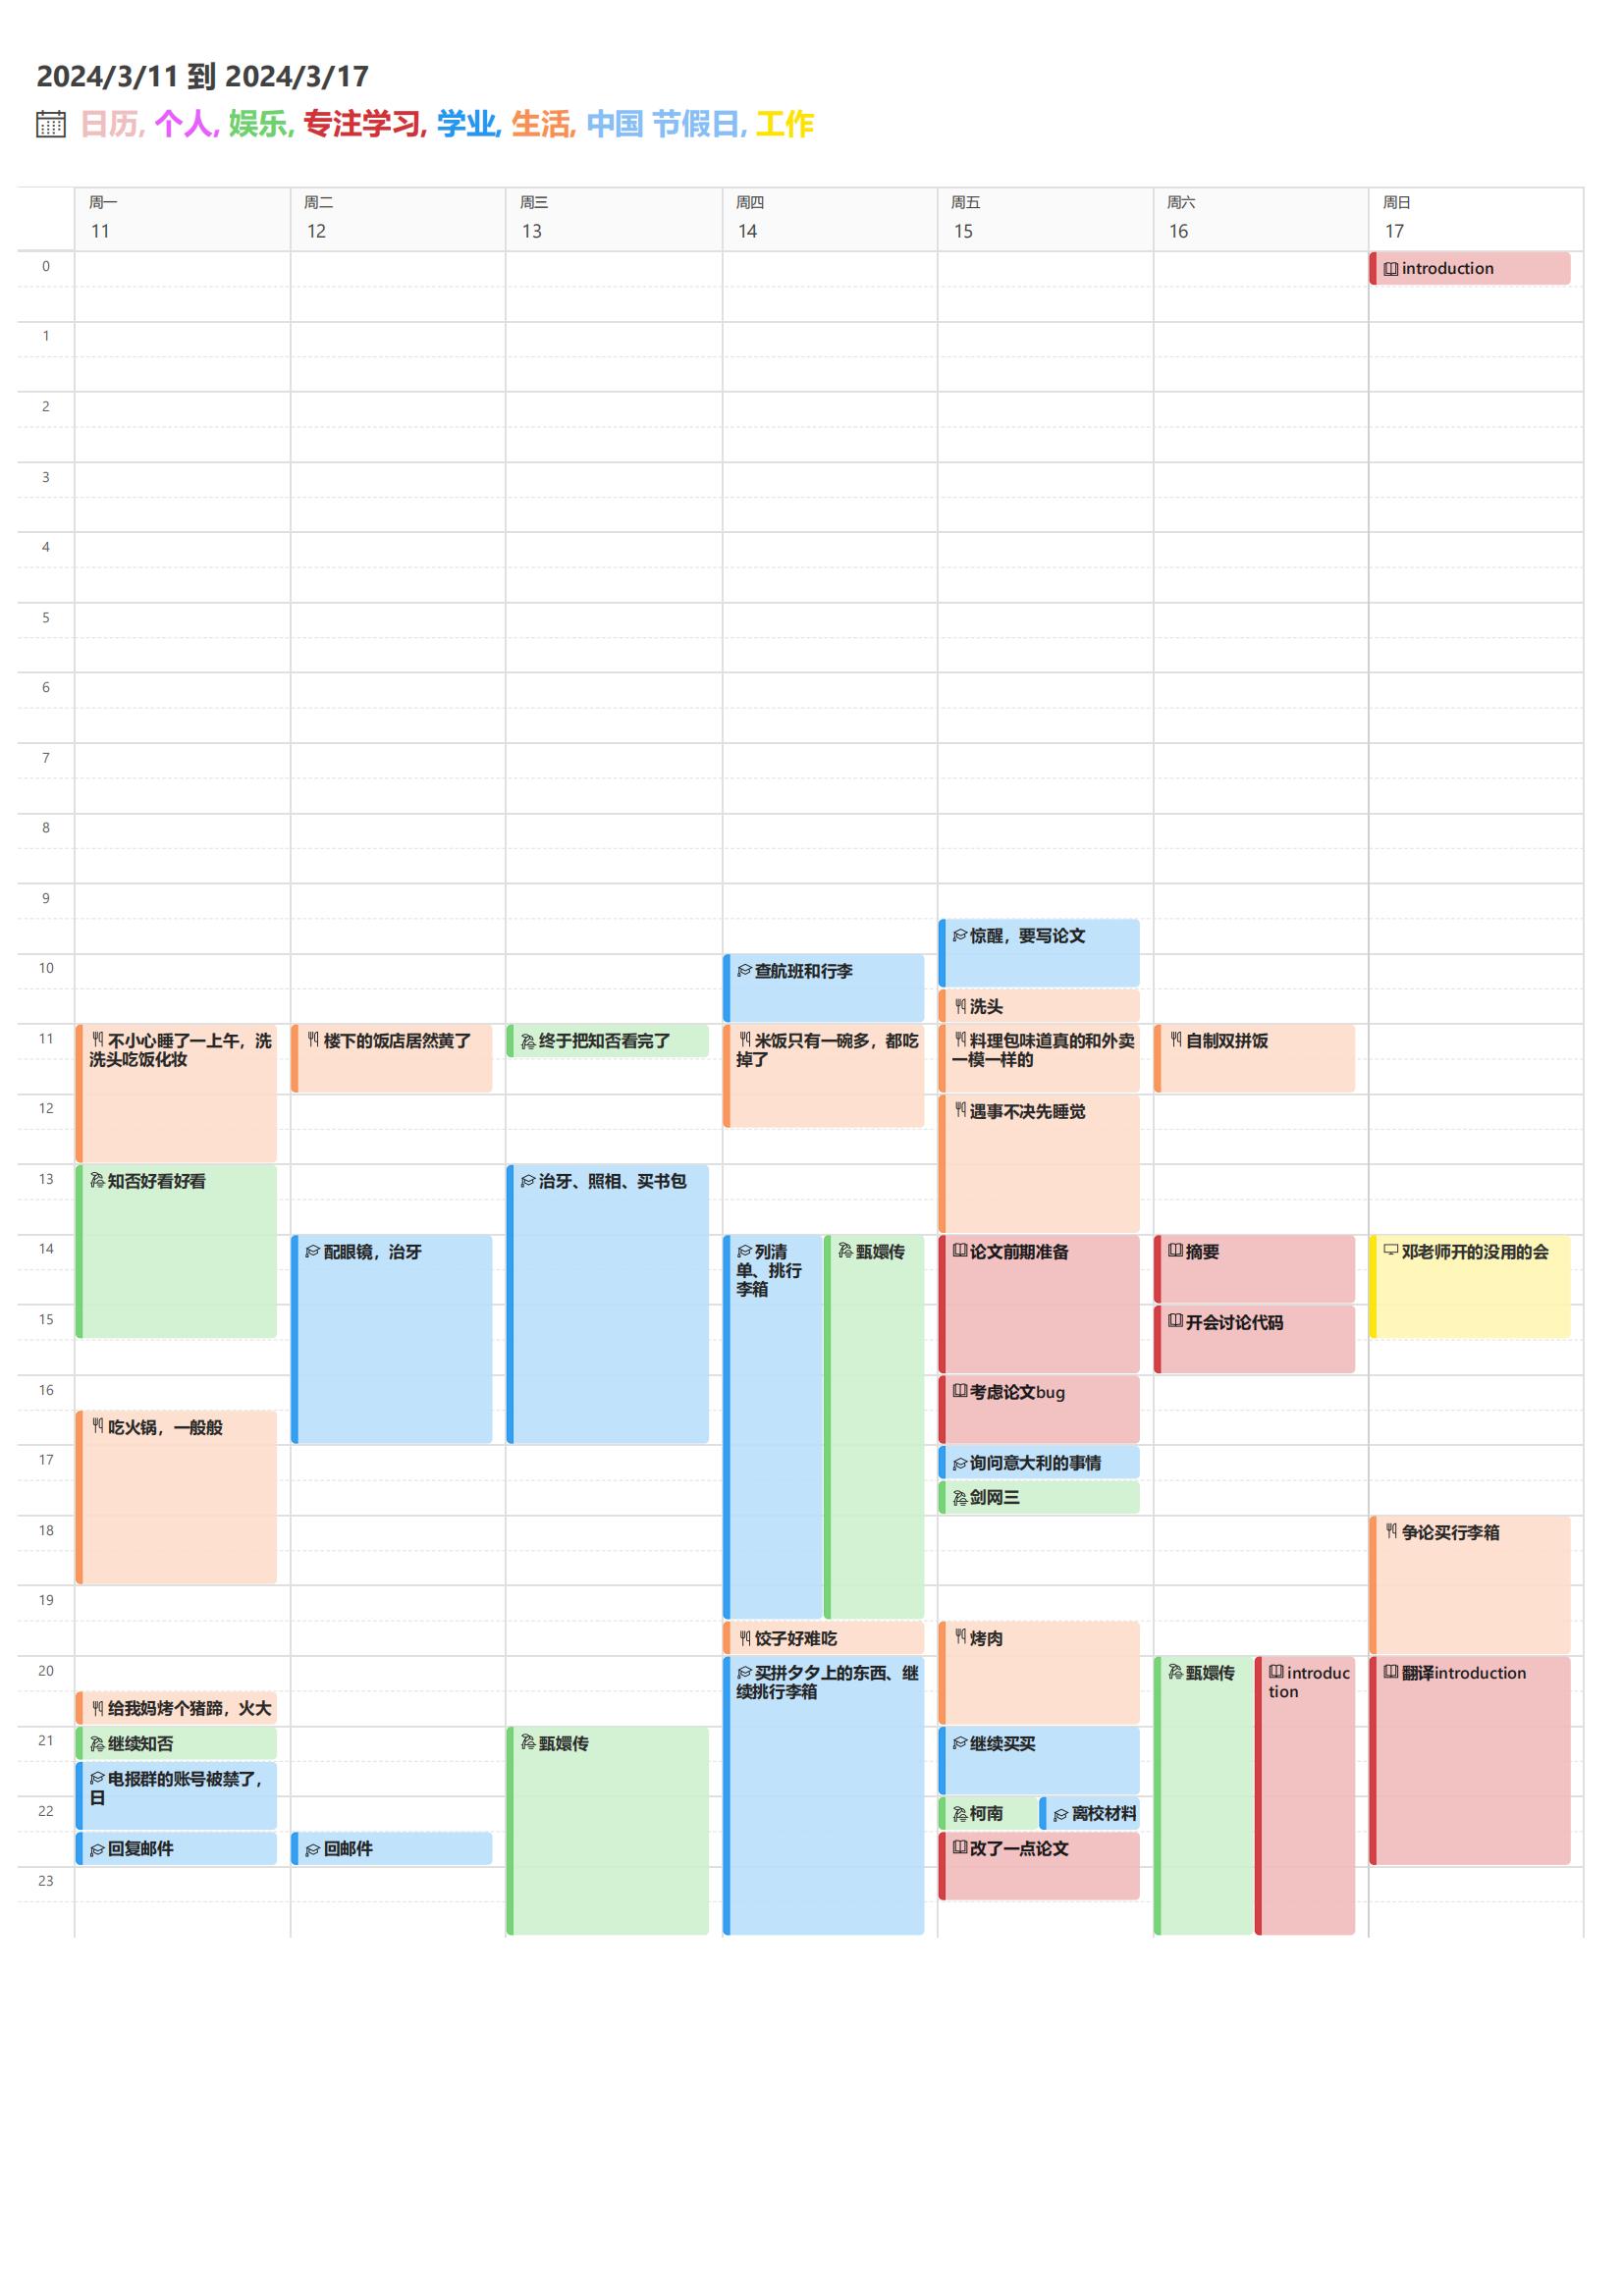 2024/3/11 到 2024/3/17
日历, 个人, 娱乐, 专注学习, 学业, 生活, 中国 节假日, 工作
周一 周二 周三 周四 周五 周六 周日
11 12 13 14 15 16 17
0
introduction
1
2
3
4
5
6
7
8
9
惊醒，要写论文
10
查航班和行李
洗头
11
不小心睡了一上午，洗
洗头吃饭化妆
楼下的饭店居然黄了
终于把知否看完了
米饭只有一碗多，都吃
掉了
料理包味道真的和外卖
一模一样的
自制双拼饭
12
遇事不决先睡觉
13
知否好看好看
治牙、照相、买书包
14
配眼镜，治牙
列清
单、挑行
李箱
甄嬛传
论文前期准备
摘要
邓老师开的没用的会
15
开会讨论代码
16
考虑论文bug
吃火锅，一般般
17
询问意大利的事情
剑网三
18
争论买行李箱
19
饺子好难吃
烤肉
20
买拼夕夕上的东西、继
续挑行李箱
甄嬛传
introduc
tion
翻译introduction
给我妈烤个猪蹄，火大
21
继续知否
甄嬛传
继续买买
电报群的账号被禁了，
日
22
柯南
离校材料
回复邮件
回邮件
改了一点论文
23